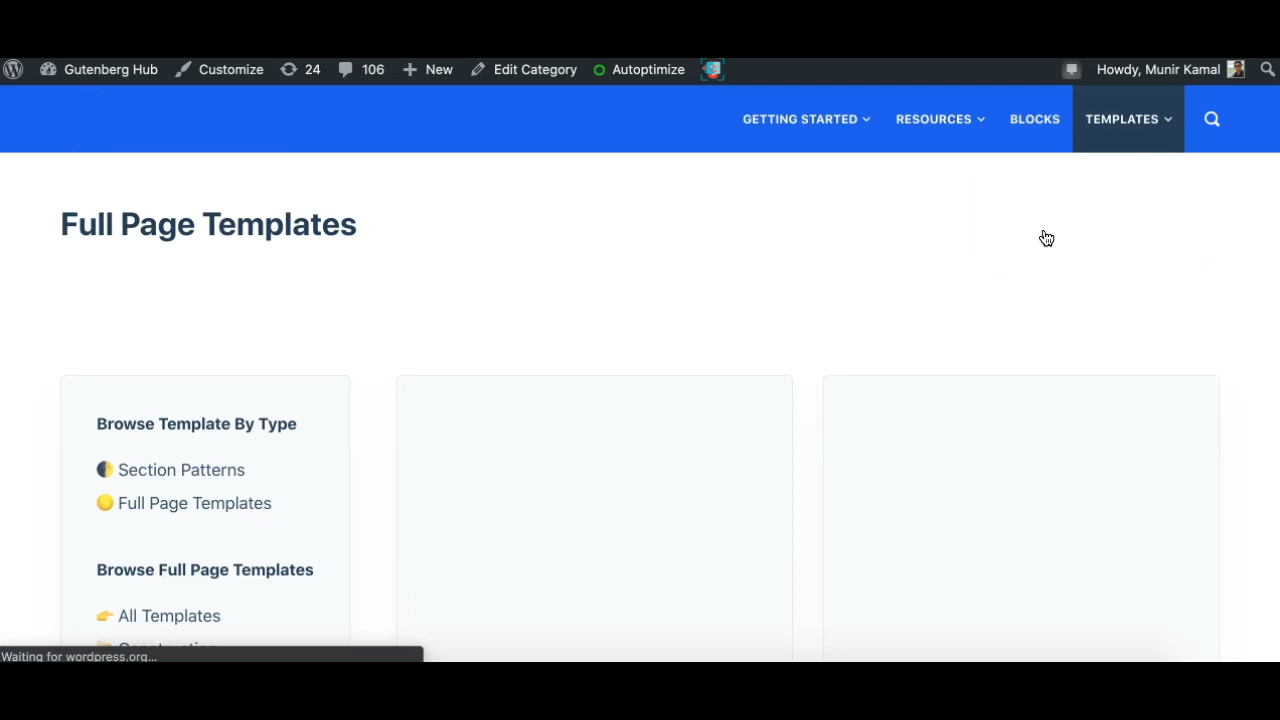 Gutenberg Hub Customize 24 106 New Edit Category Autoptimize Howdy, Munir Kamal
GETTING STARTED RESOURCES BLOCKS TEMPLATES
Full Page Templates
Browse Template By Type
Section Patterns
Full Page Templates
Browse Full Page Templates
All Templates
Construction
Waiting for wordpress.org...